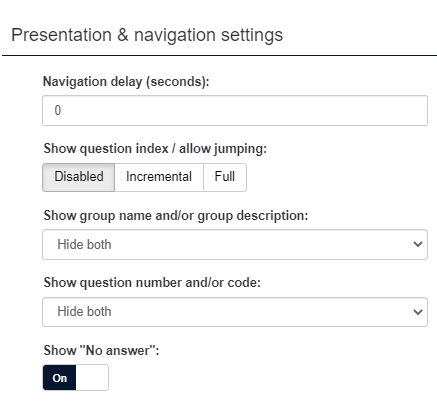 Presentation & navigation settings
Navigation delay (seconds):
0
Show question index / allow jumping:
Disabled Incremental Full
Show group name and/or group description:
Hide both
Show question number and/or code:
Hide both
Show "No answer":
On